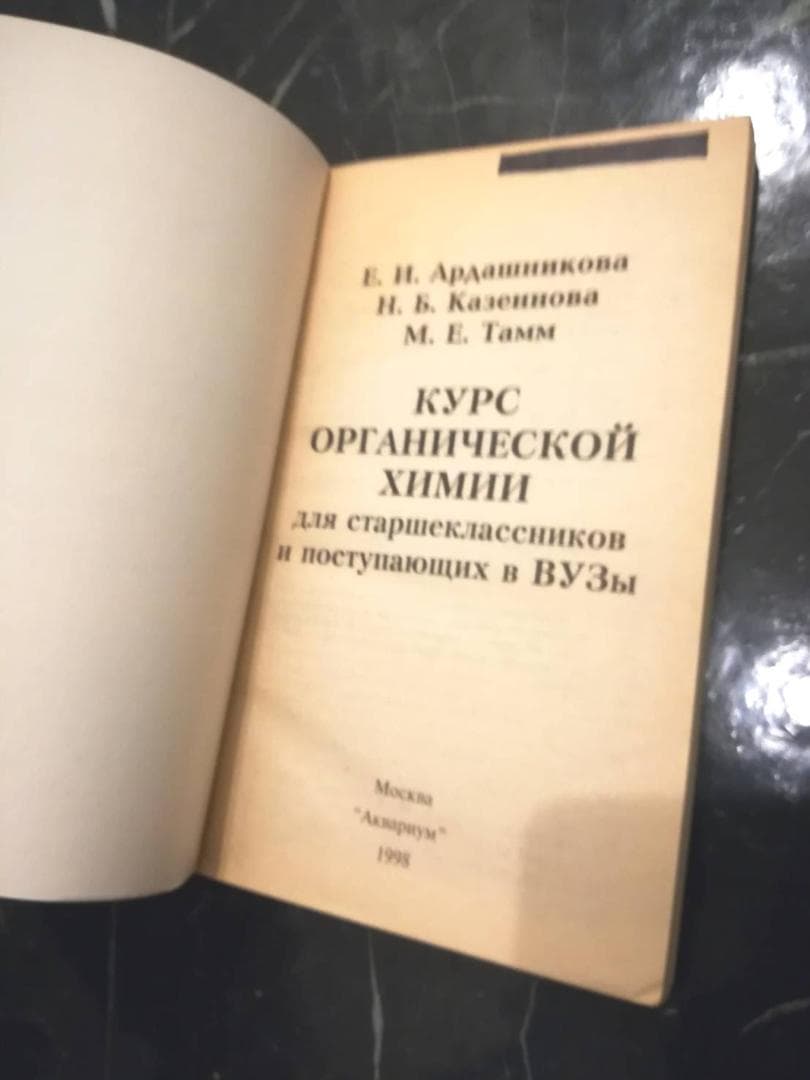 Е. И. Ардашникова
Н. Б. Казеннова
М. Е. Тамм
КУРС
ОРГАНИЧЕСКОЙ
ХИМИИ
для старшеклассников
и поступающих в ВУЗы
Москва
"Аквариум"
1998